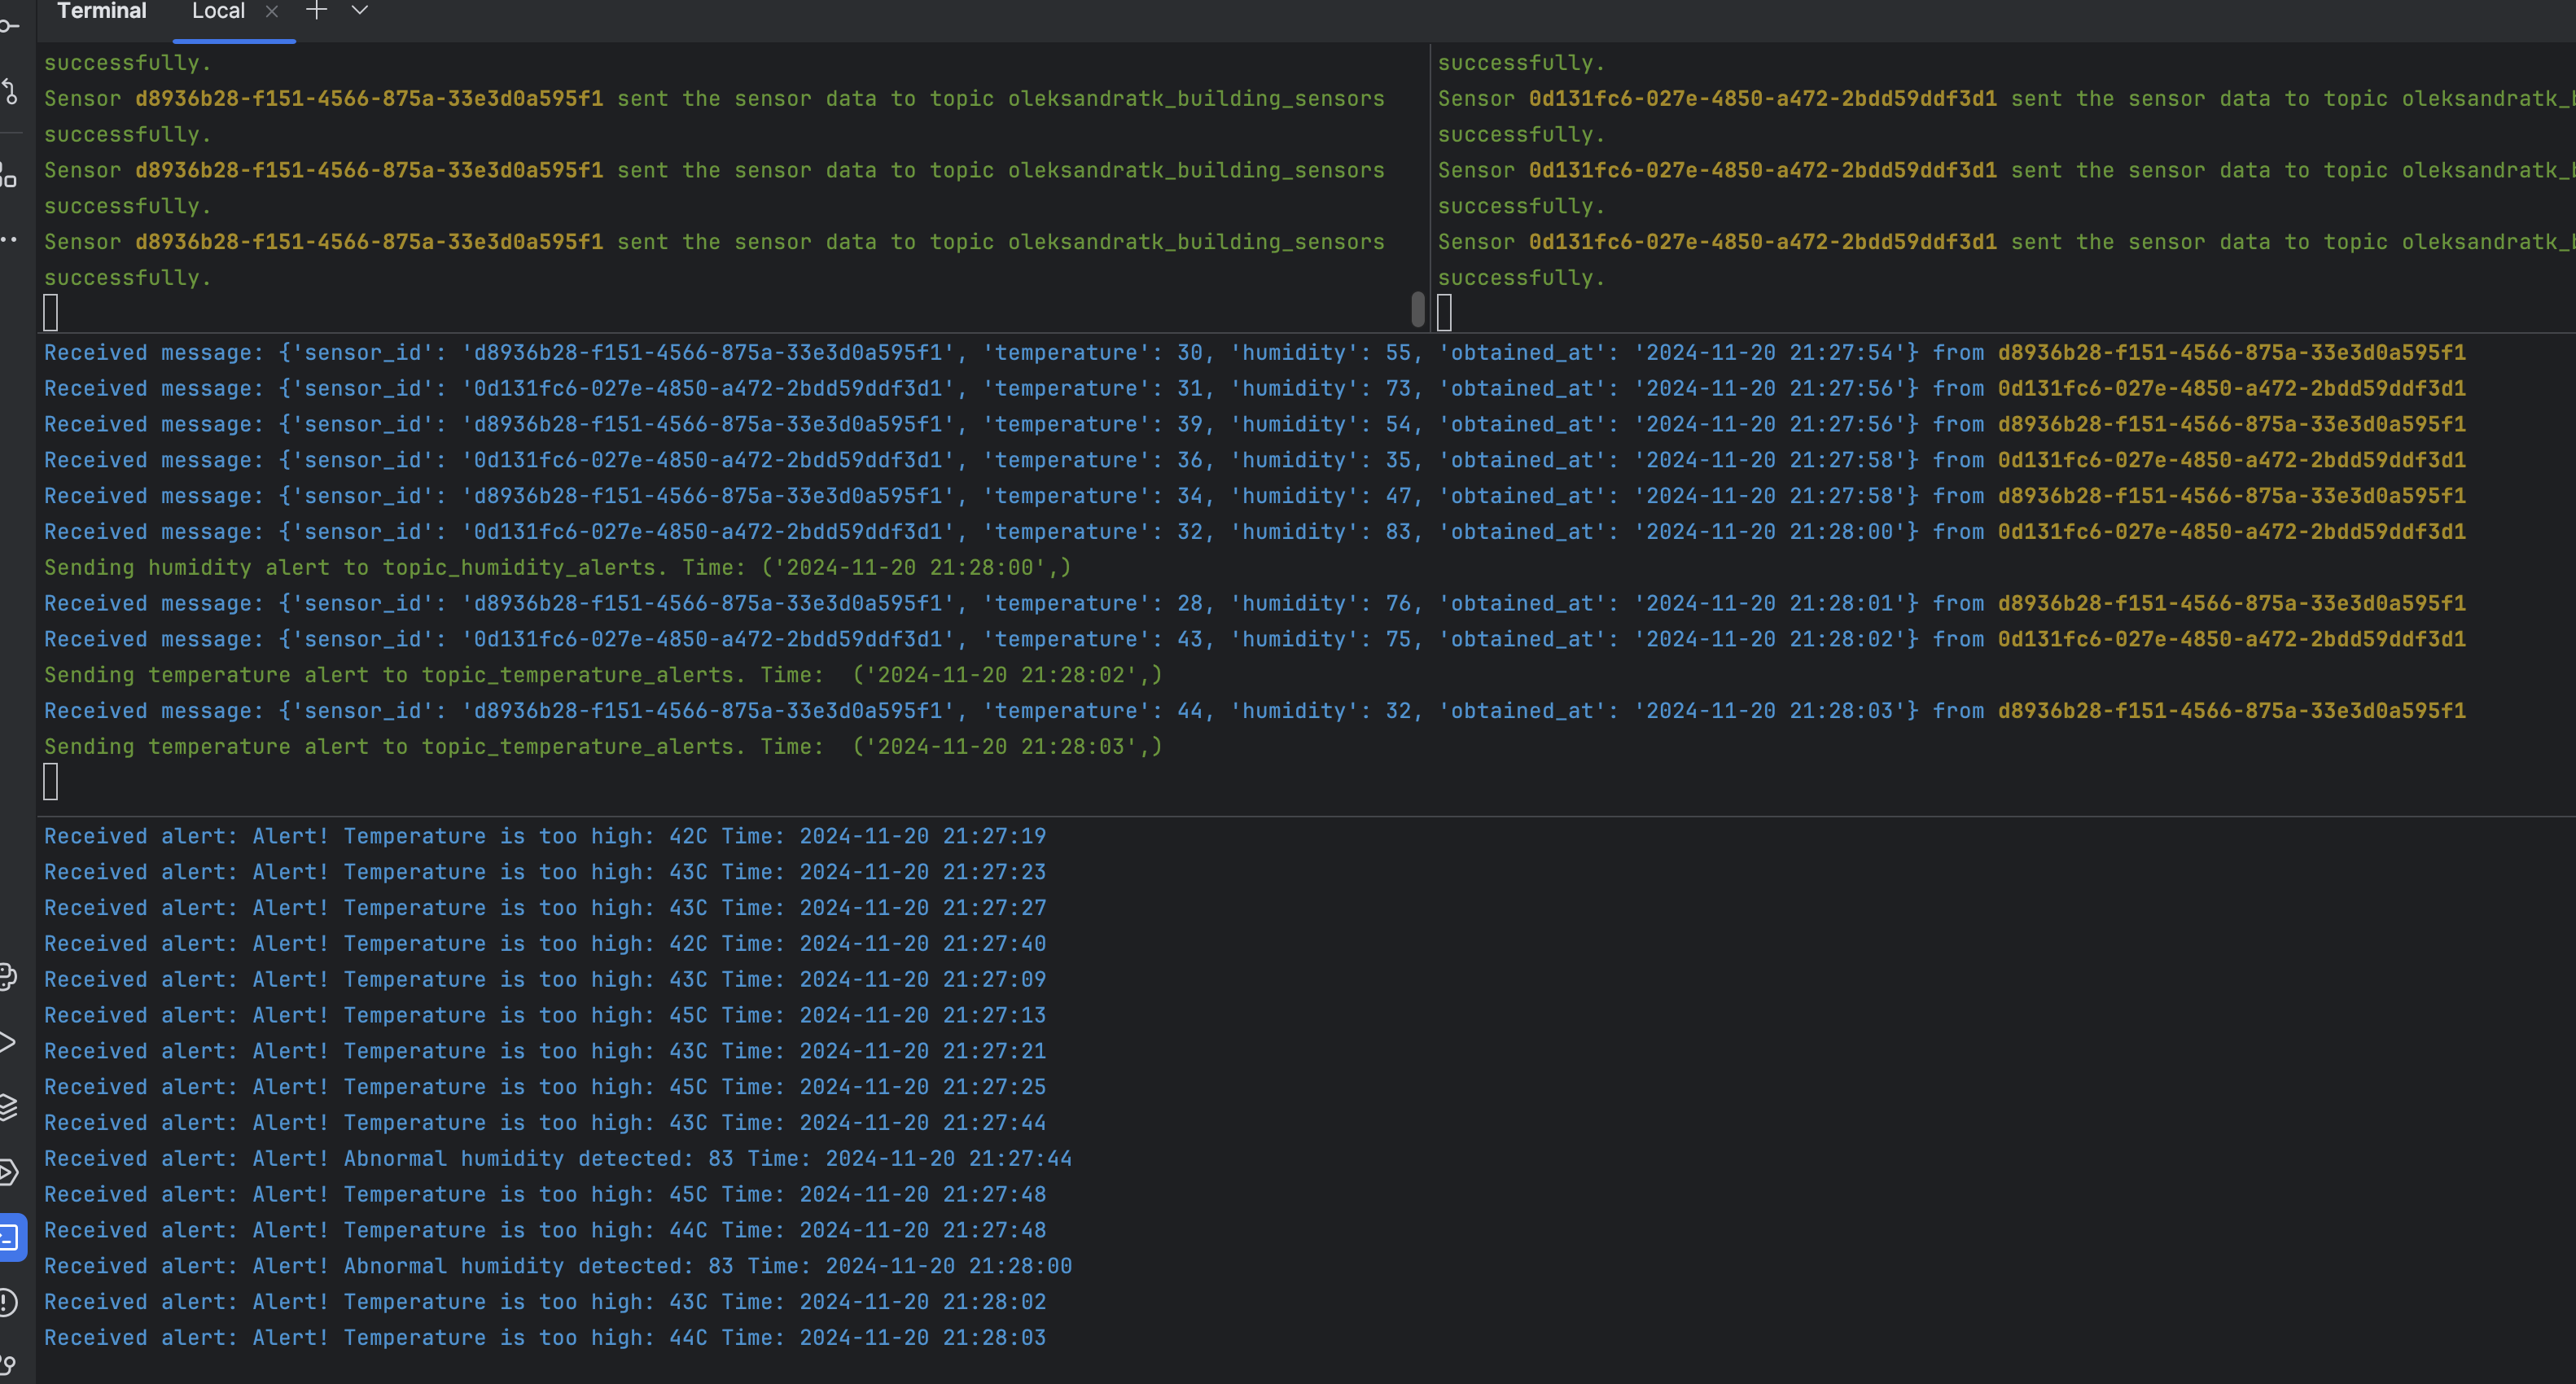 Terminal Local
successfully.
Sensor d8936b28-f151-4566-875a-33e3d0a595f1 sent the sensor data to topic oleksandratk_building_sensors
successfully.
Sensor d8936b28-f151-4566-875a-33e3d0a595f1 sent the sensor data to topic oleksandratk_building_sensors
successfully.
Sensor d8936b28-f151-4566-875a-33e3d0a595f1 sent the sensor data to topic oleksandratk_building_sensors
successfully.
successfully.
Sensor 0d131fc6-027e-4850-a472-2bdd59ddf3d1 sent the sensor data to topic oleksandratk_
successfully.
Sensor 0d131fc6-027e-4850-a472-2bdd59ddf3d1 sent the sensor data to topic oleksandratk_
successfully.
Sensor 0d131fc6-027e-4850-a472-2bdd59ddf3d1 sent the sensor data to topic oleksandratk_
successfully.
Received message: {'sensor_id': 'd8936b28-f151-4566-875a-33e3d0a595f1', 'temperature': 30, 'humidity': 55, 'obtained_at': '2024-11-20 21:27:54'} from d8936b28-f151-4566-875a-33e3d0a595f1
Received message: {'sensor_id': '0d131fc6-027e-4850-a472-2bdd59ddf3d1', 'temperature': 31, 'humidity': 73, 'obtained_at': '2024-11-20 21:27:56'} from 0d131fc6-027e-4850-a472-2bdd59ddf3d1
Received message: {'sensor_id': 'd8936b28-f151-4566-875a-33e3d0a595f1', 'temperature': 39, 'humidity': 54, 'obtained_at': '2024-11-20 21:27:56'} from d8936b28-f151-4566-875a-33e3d0a595f1
Received message: {'sensor_id': '0d131fc6-027e-4850-a472-2bdd59ddf3d1', 'temperature': 36, 'humidity': 35, 'obtained_at': '2024-11-20 21:27:58'} from 0d131fc6-027e-4850-a472-2bdd59ddf3d1
Received message: {'sensor_id': 'd8936b28-f151-4566-875a-33e3d0a595f1', 'temperature': 34, 'humidity': 47, 'obtained_at': '2024-11-20 21:27:58'} from d8936b28-f151-4566-875a-33e3d0a595f1
Received message: {'sensor_id': '0d131fc6-027e-4850-a472-2bdd59ddf3d1', 'temperature': 32, 'humidity': 83, 'obtained_at': '2024-11-20 21:28:00'} from 0d131fc6-027e-4850-a472-2bdd59ddf3d1
Sending humidity alert to topic_humidity_alerts. Time: ('2024-11-20 21:28:00',)
Received message: {'sensor_id': 'd8936b28-f151-4566-875a-33e3d0a595f1', 'temperature': 28, 'humidity': 76, 'obtained_at': '2024-11-20 21:28:01'} from d8936b28-f151-4566-875a-33e3d0a595f1
Received message: {'sensor_id': '0d131fc6-027e-4850-a472-2bdd59ddf3d1', 'temperature': 43, 'humidity': 75, 'obtained_at': '2024-11-20 21:28:02'} from 0d131fc6-027e-4850-a472-2bdd59ddf3d1
Sending temperature alert to topic_temperature_alerts. Time:  ('2024-11-20 21:28:02',)
Received message: {'sensor_id': 'd8936b28-f151-4566-875a-33e3d0a595f1', 'temperature': 44, 'humidity': 32, 'obtained_at': '2024-11-20 21:28:03'} from d8936b28-f151-4566-875a-33e3d0a595f1
Sending temperature alert to topic_temperature_alerts. Time:  ('2024-11-20 21:28:03',)
Received alert: Alert! Temperature is too high: 42C Time: 2024-11-20 21:27:19
Received alert: Alert! Temperature is too high: 43C Time: 2024-11-20 21:27:23
Received alert: Alert! Temperature is too high: 43C Time: 2024-11-20 21:27:27
Received alert: Alert! Temperature is too high: 42C Time: 2024-11-20 21:27:40
Received alert: Alert! Temperature is too high: 43C Time: 2024-11-20 21:27:09
Received alert: Alert! Temperature is too high: 45C Time: 2024-11-20 21:27:13
Received alert: Alert! Temperature is too high: 43C Time: 2024-11-20 21:27:21
Received alert: Alert! Temperature is too high: 45C Time: 2024-11-20 21:27:25
Received alert: Alert! Temperature is too high: 43C Time: 2024-11-20 21:27:44
Received alert: Alert! Abnormal humidity detected: 83 Time: 2024-11-20 21:27:44
Received alert: Alert! Temperature is too high: 45C Time: 2024-11-20 21:27:48
Received alert: Alert! Temperature is too high: 44C Time: 2024-11-20 21:27:48
Received alert: Alert! Abnormal humidity detected: 83 Time: 2024-11-20 21:28:00
Received alert: Alert! Temperature is too high: 43C Time: 2024-11-20 21:28:02
Received alert: Alert! Temperature is too high: 44C Time: 2024-11-20 21:28:03